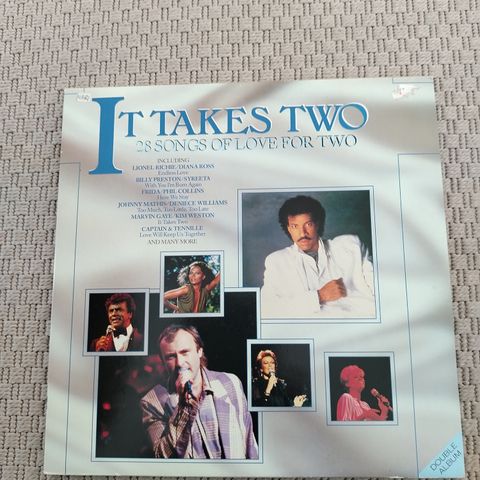 IT TAKES TWO
28 SONGS OF LOVE FOR TWO
INCLUDING
LIONEL RICHIE/DIANA ROSS
Endless Love
BILLY PRESTON/SYREETA
With You I'm Born Again
FRIDA/PHIL COLLINS
Here We Stay
JOHNNY MATHIS/DENIECE WILLIAMS
Too Much, Too Little, Too Late
MARVIN GAYE/KIM WESTON
It Takes Two
CAPTAIN & TENNILLE
Love Will Keep Us Together
AND MANY MORE
DOUBLE
ALBUM